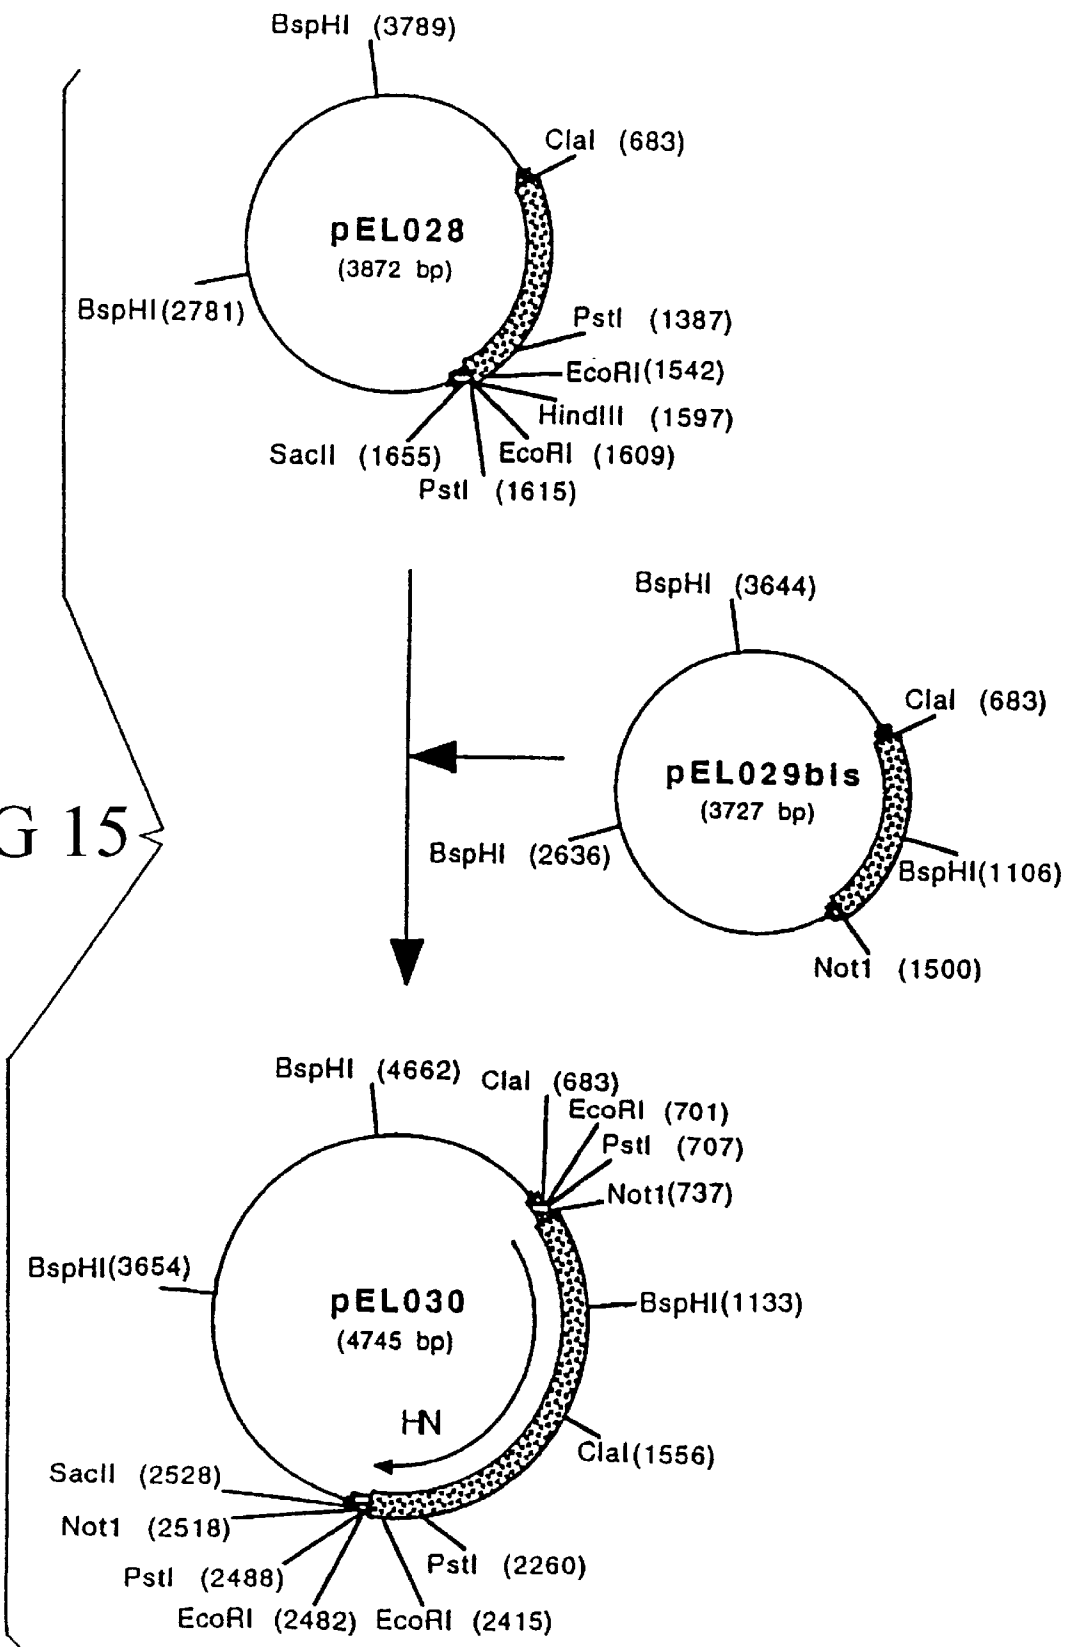 BspHI (3789)
ClaI (683)
pEL028
(3872 bp)
BspHI(2781)
PstI (1387)
EcoRI(1542)
HindIII (1597)
SacII (1655)
EcoRI (1609)
PstI (1615)
BspHI (3644)
ClaI (683)
pEL029bis
(3727 bp)
BspHI (2636)
BspHI(1106)
Not1 (1500)
G 15
BspHI (4662)
ClaI (683)
EcoRI (701)
PstI (707)
Not1(737)
BspHI(3654)
pEL030
(4745 bp)
BspHI(1133)
HN
ClaI(1556)
SacII (2528)
Not1 (2518)
PstI (2488)
PstI (2260)
EcoRI (2482)
EcoRI (2415)